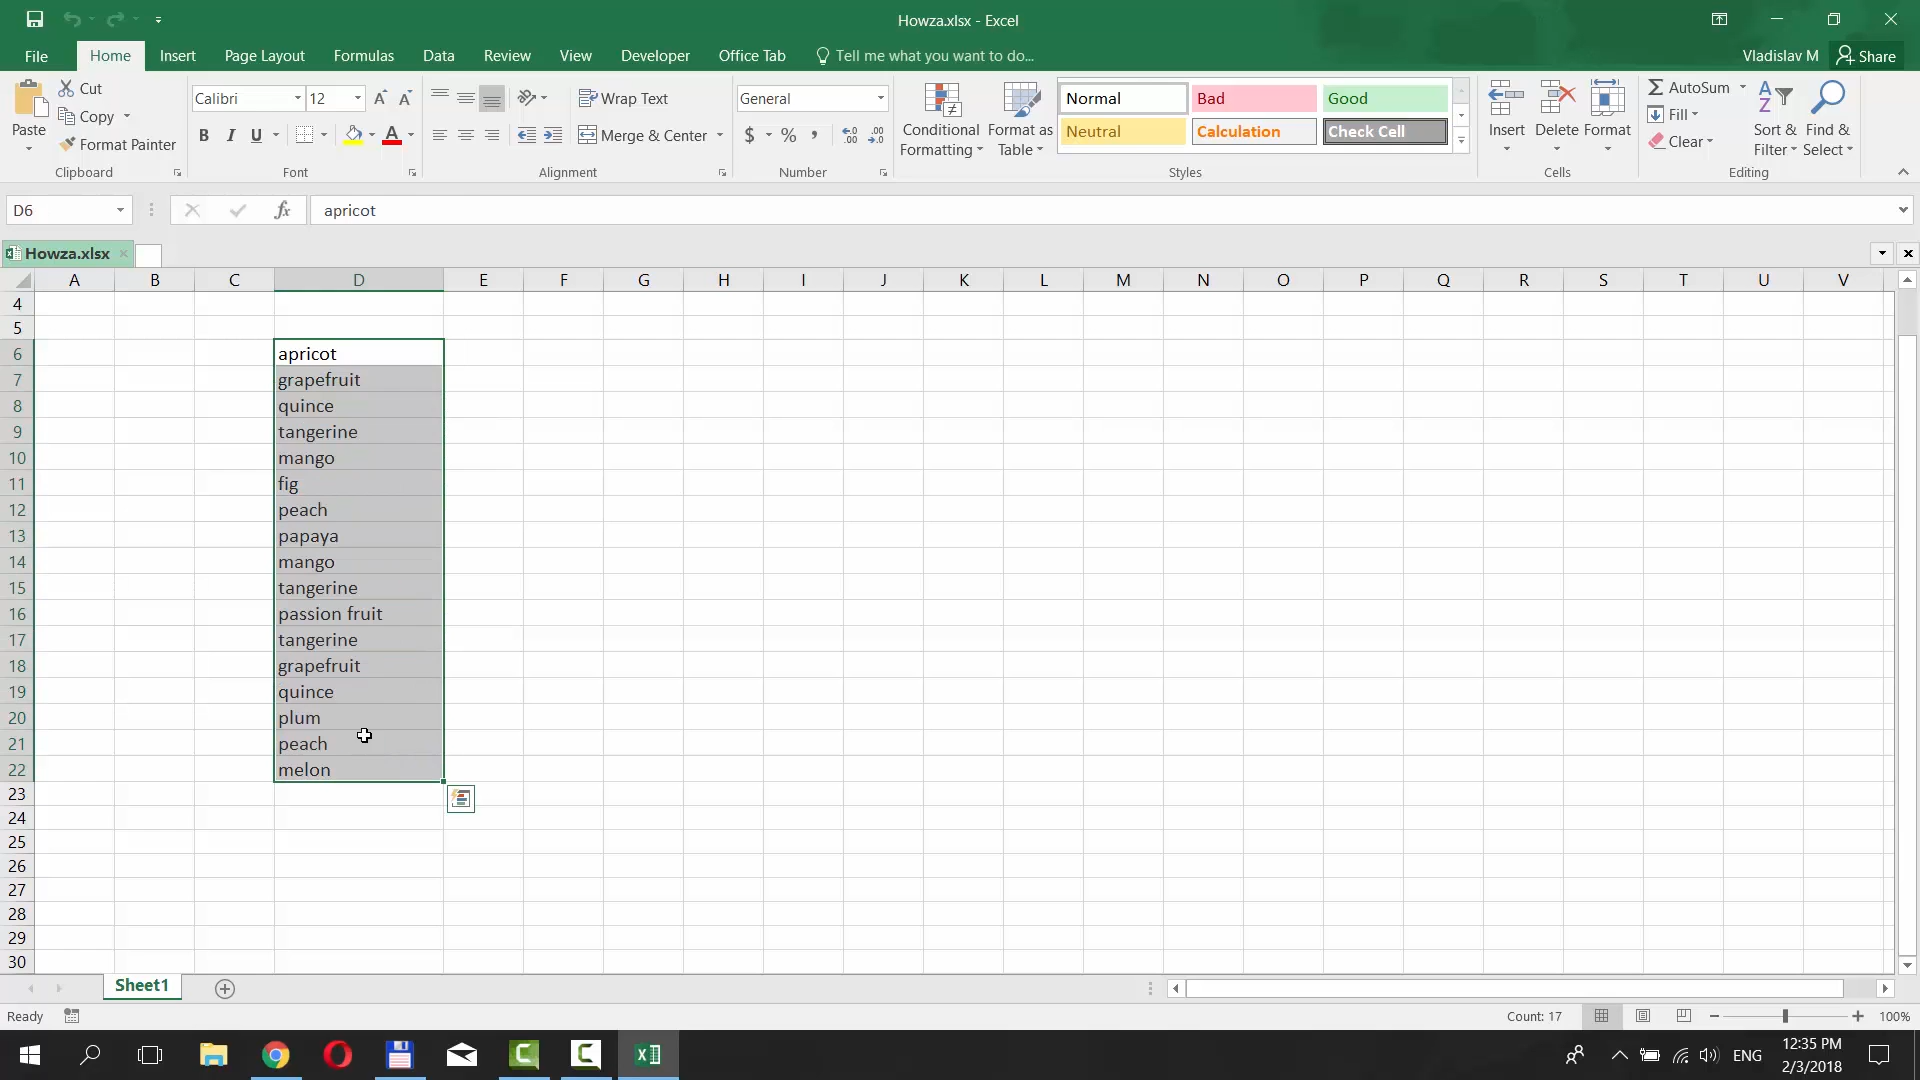 Howza.xlsx - Excel
File Home Insert Page Layout Formulas Data Review View Developer Office Tab Tell me what you want to do... Vladislav M Share
Paste
Cut
Copy
Format Painter
Clipboard
Calibri 12
B I U
Font
Wrap Text
Merge & Center
Alignment
General
$ % ,
Number
Conditional Formatting
Format as Table
Normal Bad Good
Neutral Calculation Check Cell
Styles
Insert Delete Format
Cells
AutoSum
Fill
Clear
Sort & Filter
Find & Select
Editing
D6 fx apricot
Howza.xlsx
A B C D E F G H I J K L M N O P Q R S T U V
4
5
6 apricot
7 grapefruit
8 quince
9 tangerine
10 mango
11 fig
12 peach
13 papaya
14 mango
15 tangerine
16 passion fruit
17 tangerine
18 grapefruit
19 quince
20 plum
21 peach
22 melon
23
24
25
26
27
28
29
30
Sheet1
Ready Count: 17 100%
ENG 12:35 PM
2/3/2018